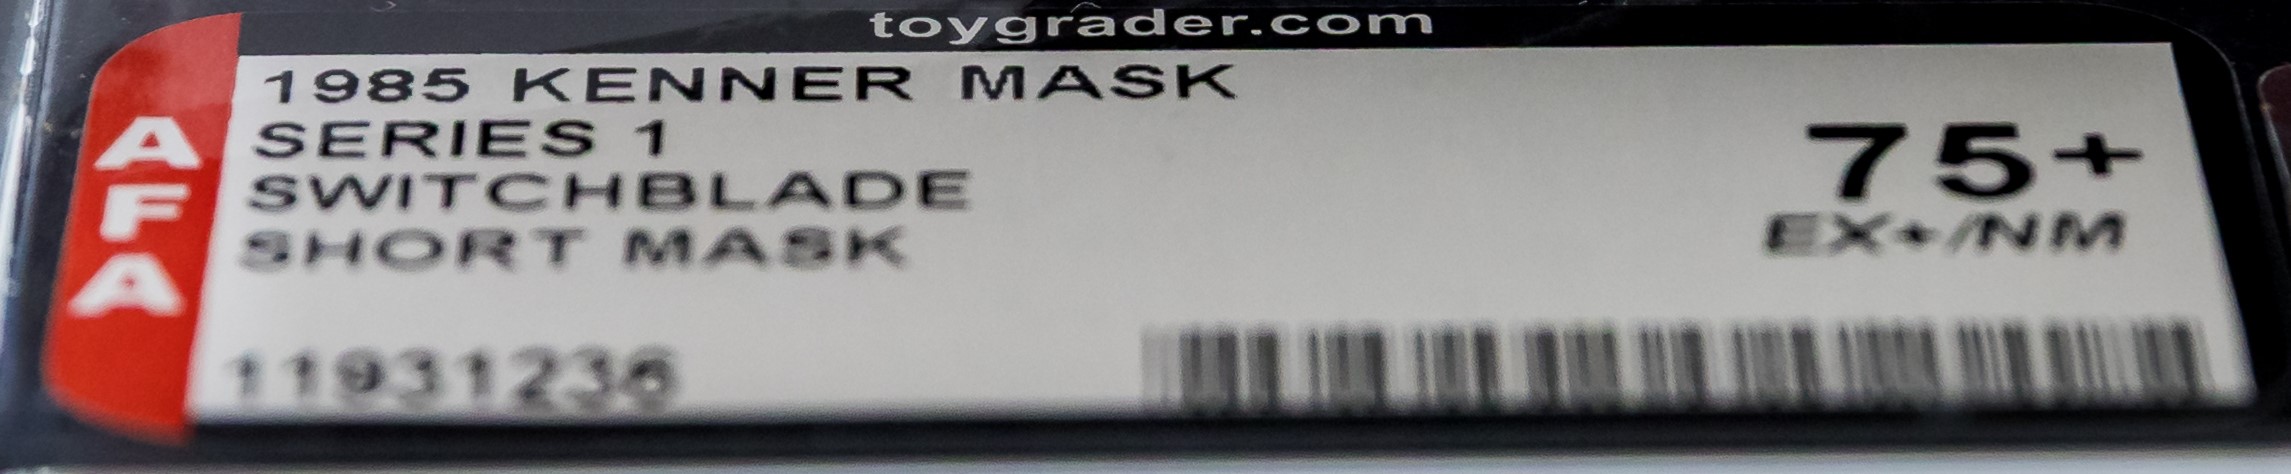 toygrader.com
AFA
1985 KENNER MASK
SERIES 1
SWITCHBLADE
SHORT MASK
75+
EX+/NM
11931236